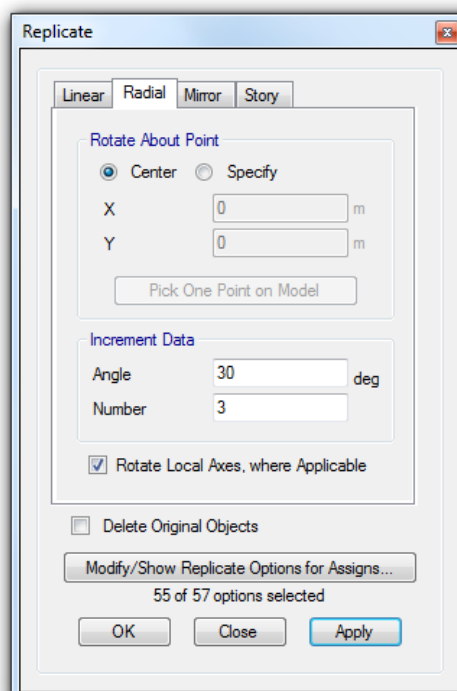 Replicate
Linear Radial Mirror Story
Rotate About Point
Center Specify
X 0 m
Y 0 m
Pick One Point on Model
Increment Data
Angle 30 deg
Number 3
Rotate Local Axes, where Applicable
Delete Original Objects
Modify/Show Replicate Options for Assigns...
55 of 57 options selected
OK Close Apply